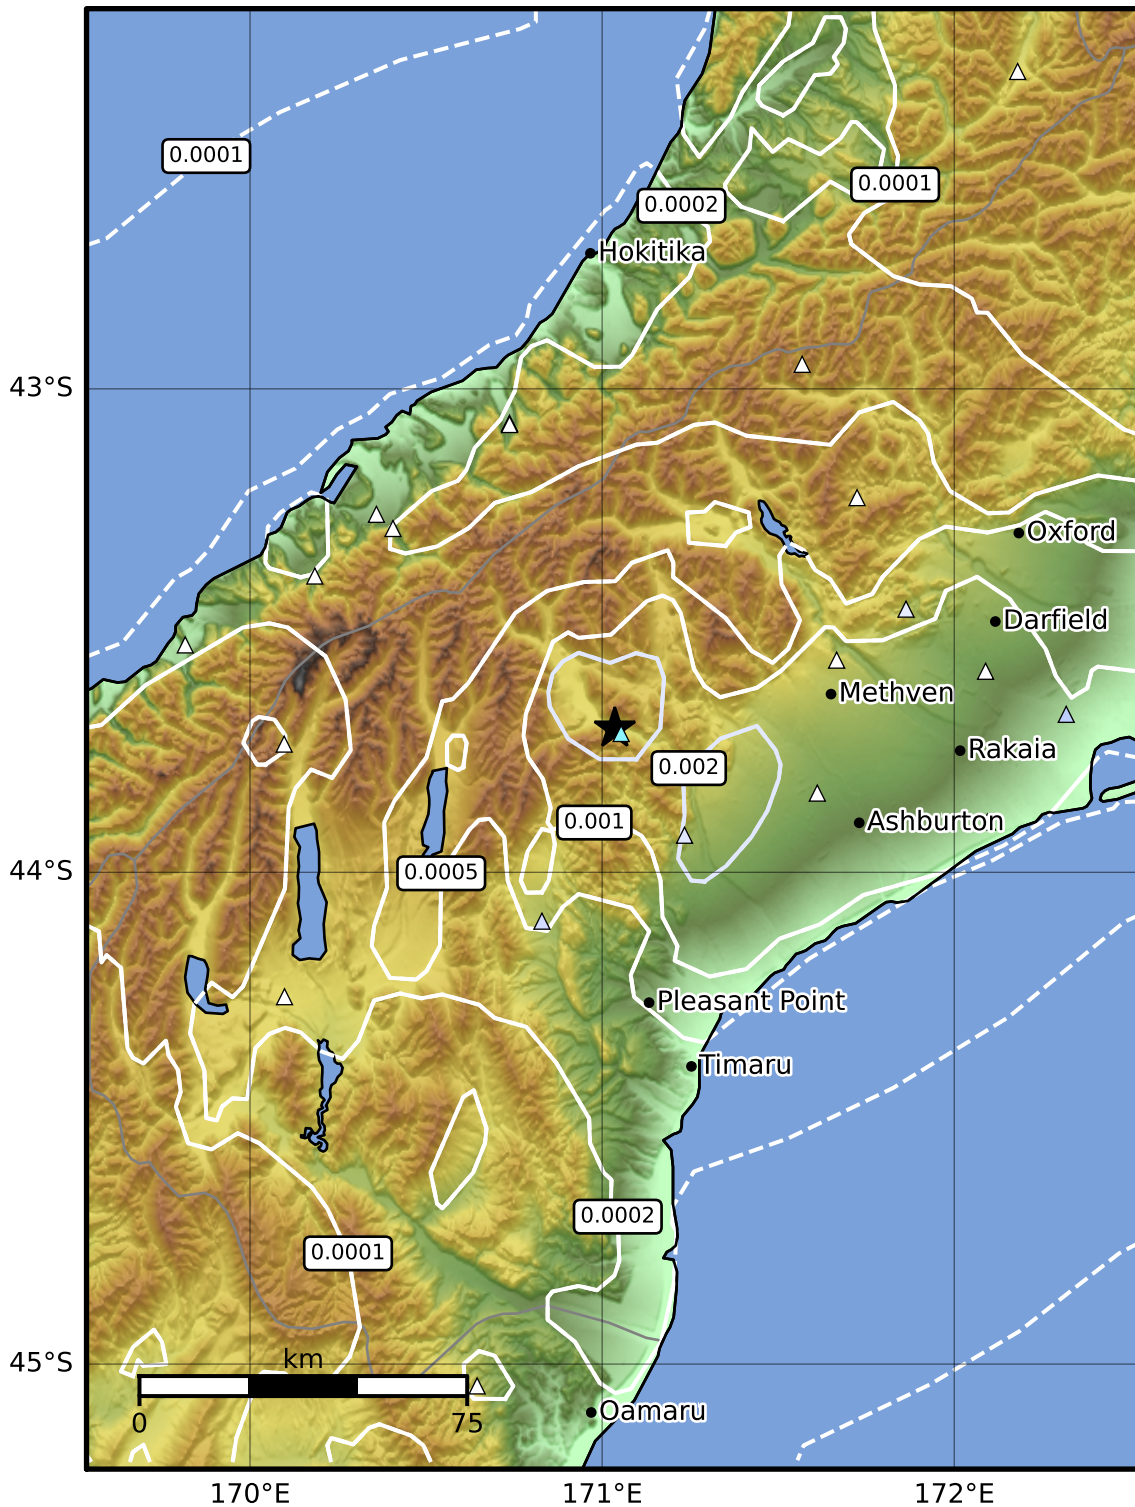 0.0001
0.0001
0.0002
Hokitika
43°S
Oxford
Darfield
Methven
Rakaia
0.002
0.001
Ashburton
44°S
0.0005
Pleasant Point
Timaru
0.0002
0.0001
45°S
km
0
75
Oamaru
170°E
171°E
172°E